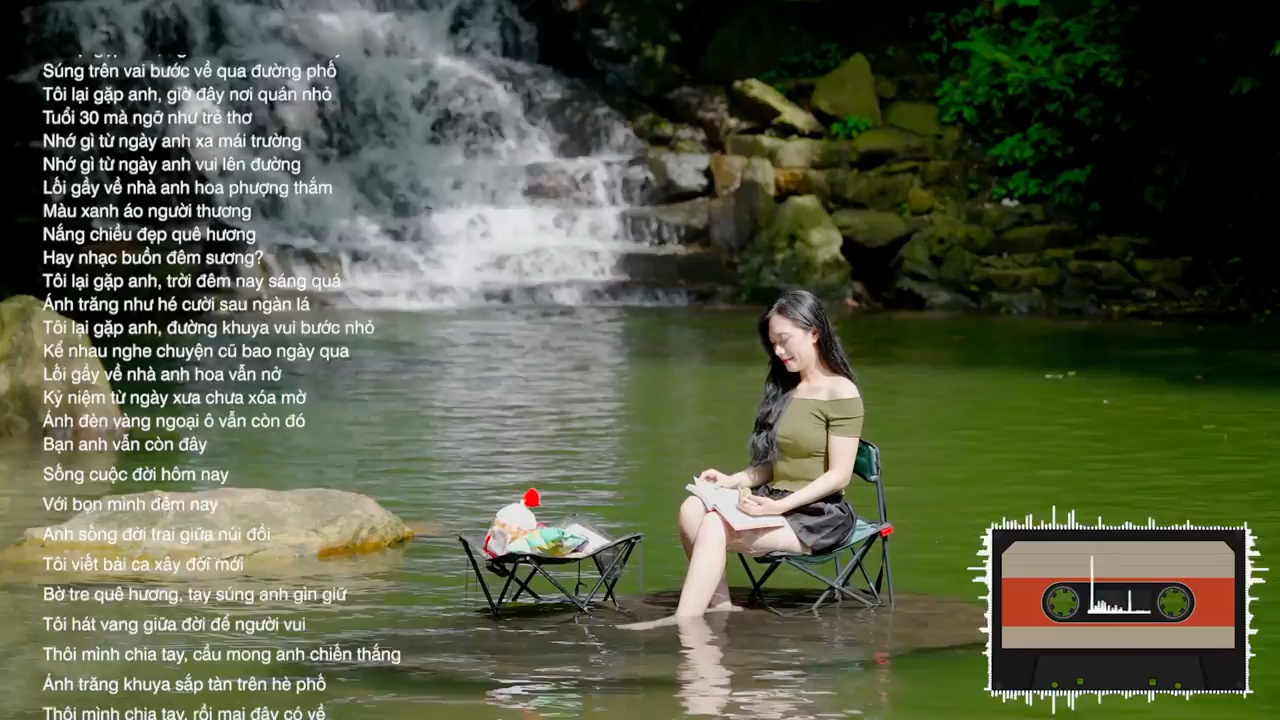 Súng trên vai bước về qua đường phố
Tôi lại gặp anh, giờ đây nơi quán nhỏ
Tuổi 30 mà ngỡ như trẻ thơ
Nhớ gì từ ngày anh xa mái trường
Nhớ gì từ ngày anh vui lên đường
Lối gầy về nhà anh hoa phượng thắm
Màu xanh áo người thương
Nắng chiều đẹp quê hương
Hay nhạc buồn đêm sương?
Tôi lại gặp anh, trời đêm nay sáng quá
Ánh trăng như hé cười sau ngàn lá
Tôi lại gặp anh, đường khuya vui bước nhỏ
Kể nhau nghe chuyện cũ bao ngày qua
Lối gầy về nhà anh hoa vẫn nở
Kỷ niệm từ ngày xưa chưa xóa mờ
Ánh đèn vàng ngoại ô vẫn còn đó
Bạn anh vẫn còn đây
Sống cuộc đời hôm nay
Với bọn mình đêm nay
Anh sống đời trai giữa núi đồi
Tôi viết bài ca xây đời mới
Bờ tre quê hương, tay súng anh gìn giữ
Tôi hát vang giữa đời để người vui
Thôi mình chia tay, cầu mong anh chiến thắng
Ánh trăng khuya sắp tàn trên hè phố
Thôi mình chia tay, rồi mai đây có về